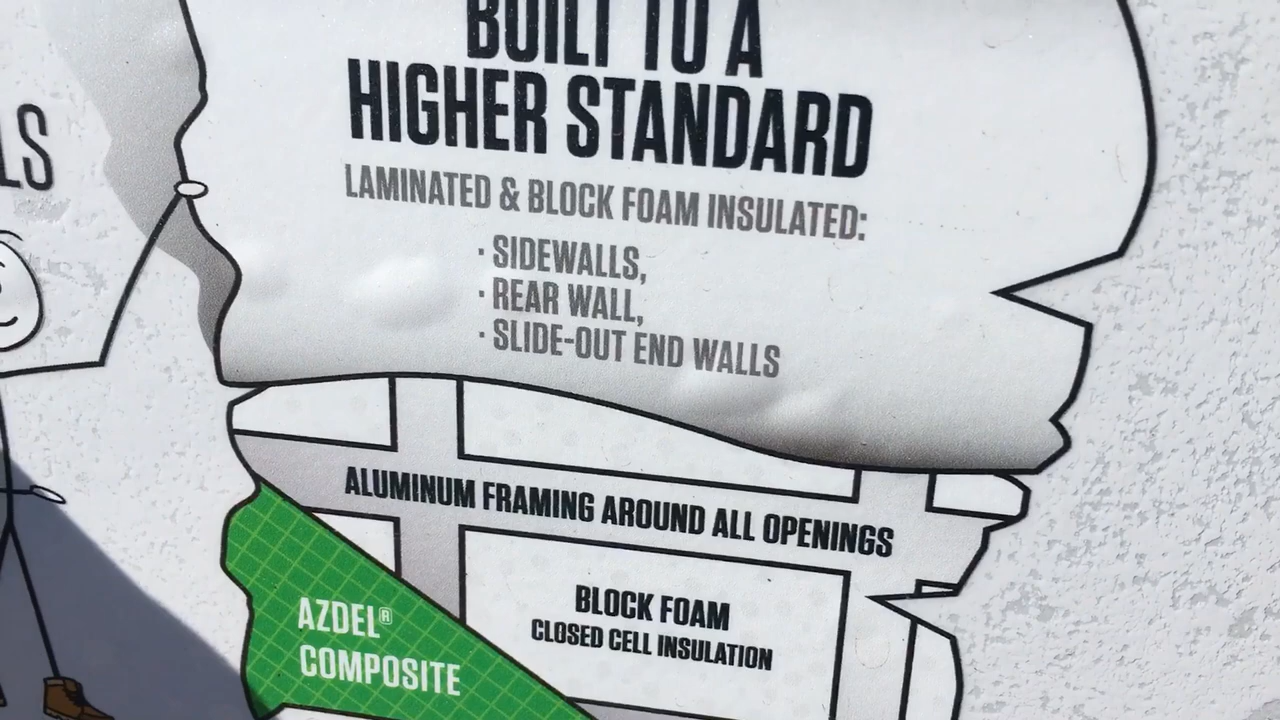 BUILT TO A
HIGHER STANDARD
LAMINATED & BLOCK FOAM INSULATED:
· SIDEWALLS,
· REAR WALL,
· SLIDE-OUT END WALLS
ALUMINUM FRAMING AROUND ALL OPENINGS
BLOCK FOAM
CLOSED CELL INSULATION
AZDEL®
COMPOSITE